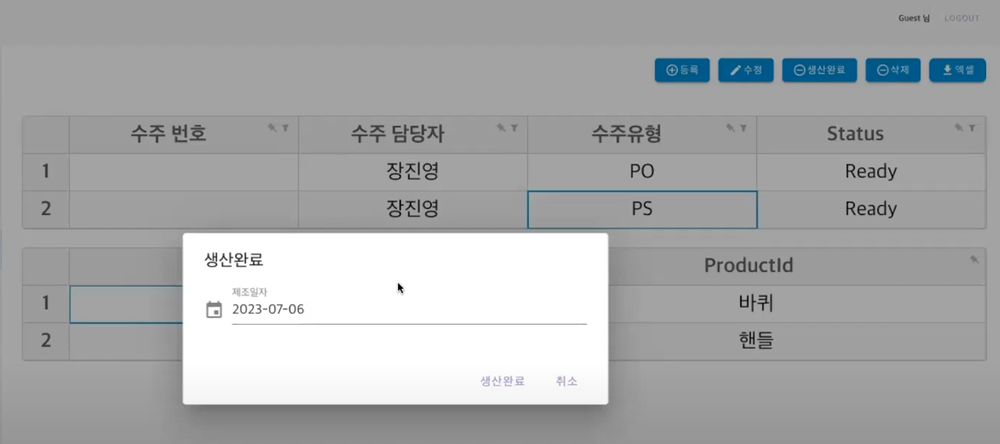 Guest 님 LOGOUT
등록 수정 생산완료 삭제 엑셀
수주 번호 수주 담당자 수주유형 Status
1 장진영 PO Ready
2 장진영 PS Ready
ProductId
1 바퀴
2 핸들
생산완료
제조일자
2023-07-06
생산완료 취소